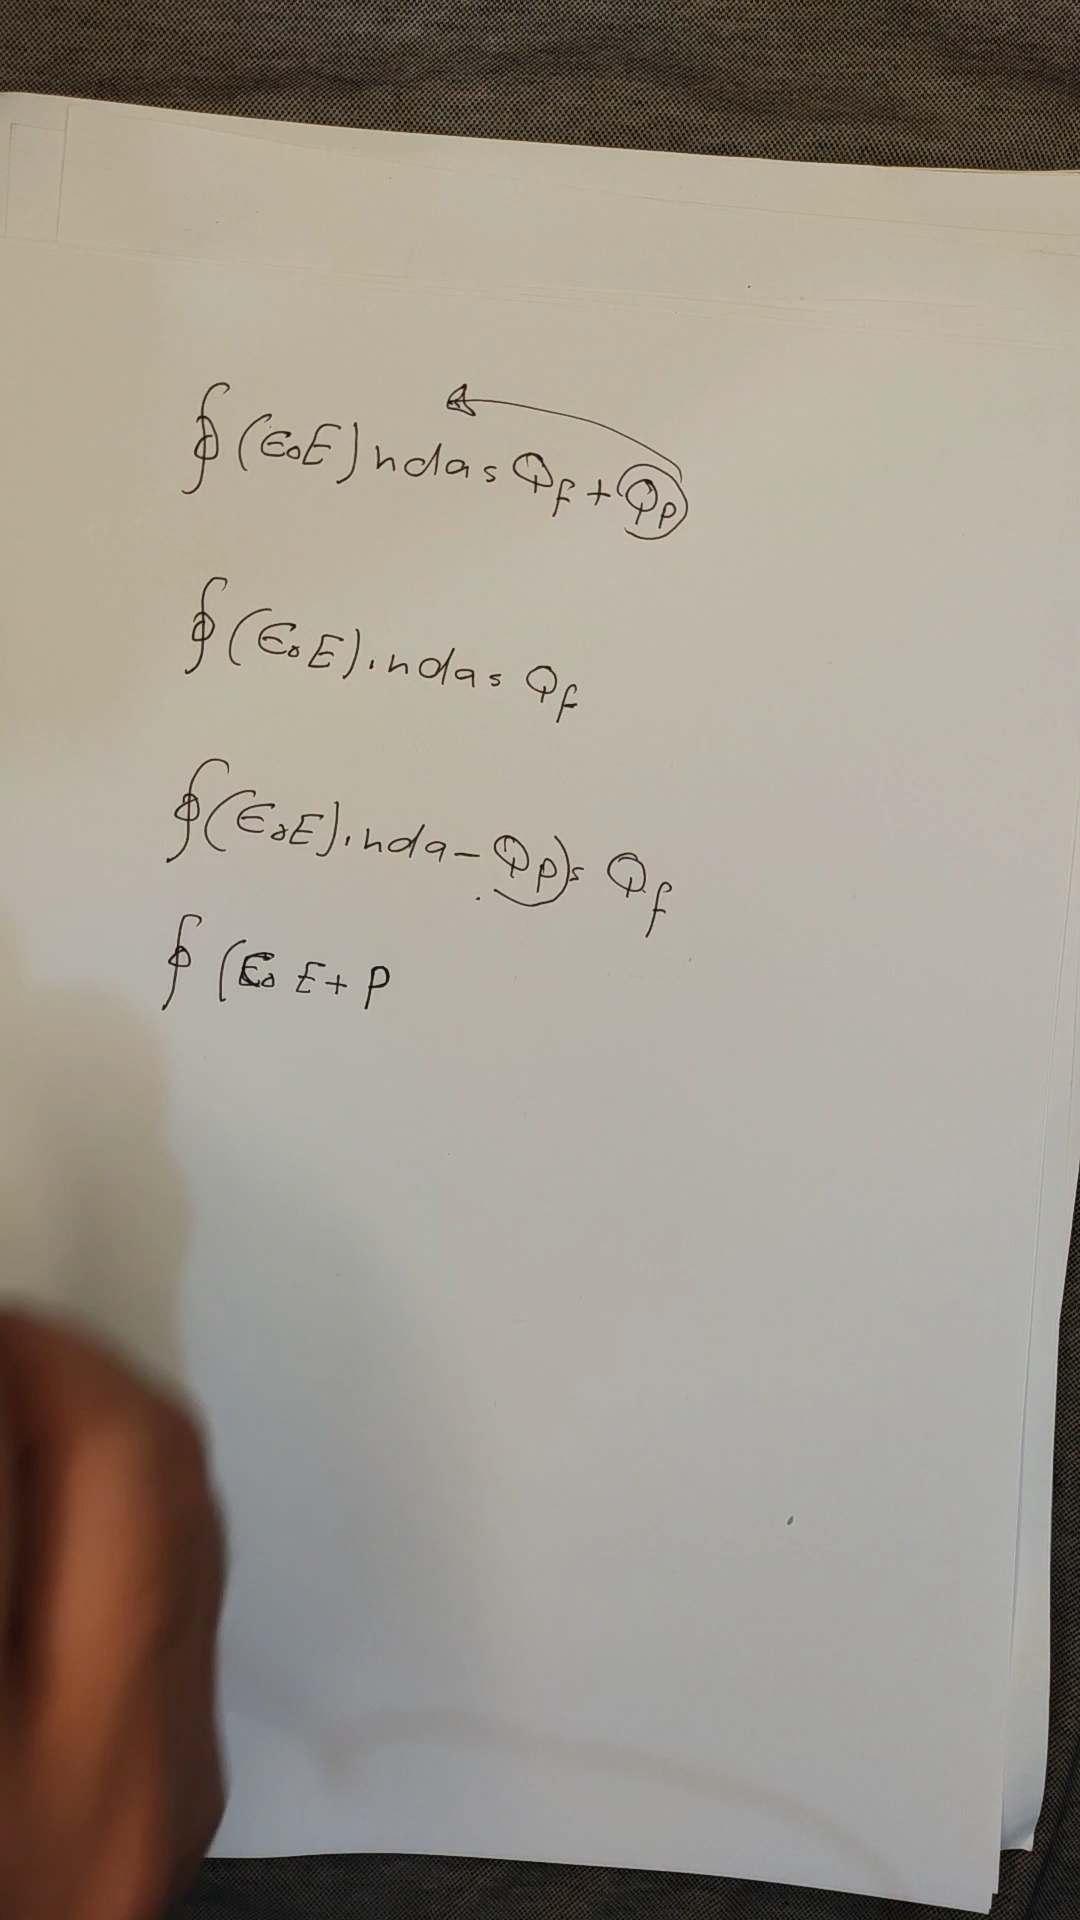 ∮(ϵ₀E)nda = Q_f + Q_p
∮(ϵ₀E).nda = Q_f
∮(ϵ₀E).nda - Q_p) = Q_f
∮(ϵ₀E + P